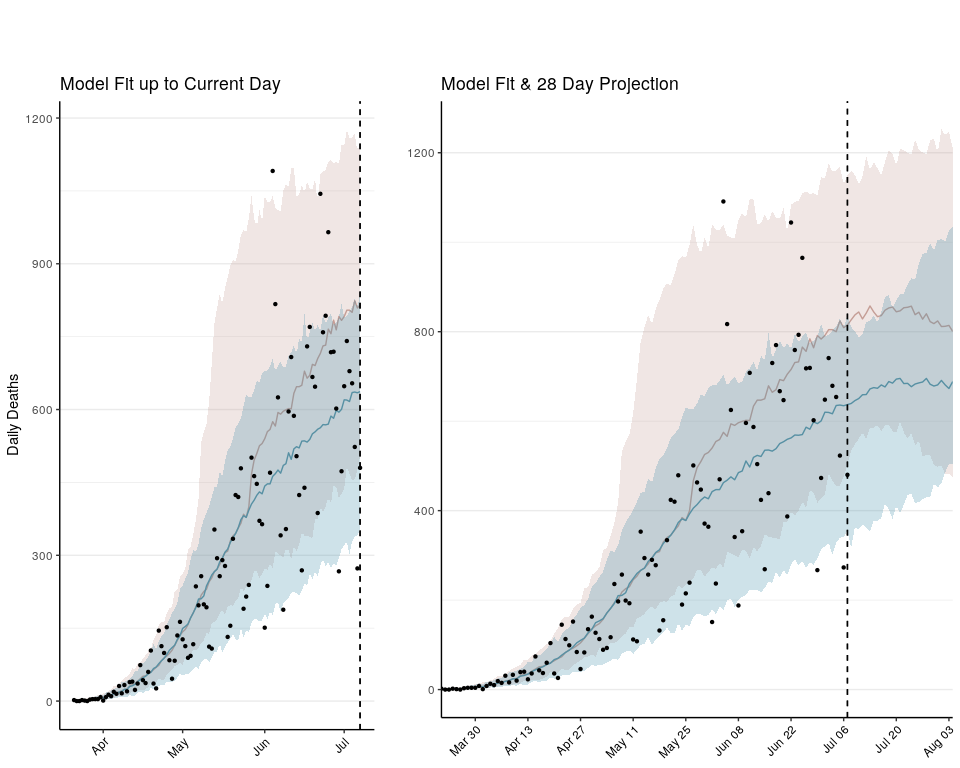 Model Fit up to Current Day
Model Fit & 28 Day Projection
Daily Deaths
1200
900
600
300
0
Apr
May
Jun
Jul
1200
800
400
0
Mar 30
Apr 13
Apr 27
May 11
May 25
Jun 08
Jun 22
Jul 06
Jul 20
Aug 03